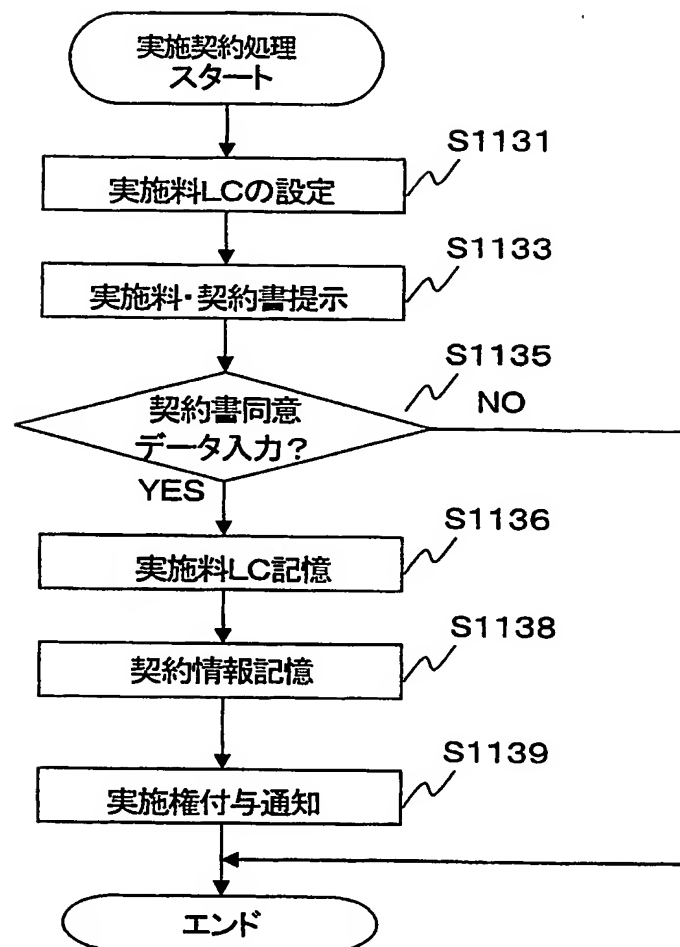 実施契約処理
スタート
S1131
実施料LCの設定
S1133
実施料・契約書提示
S1135
契約書同意
データ入力？
NO
YES
S1136
実施料LC記憶
S1138
契約情報記憶
S1139
実施権付与通知
エンド